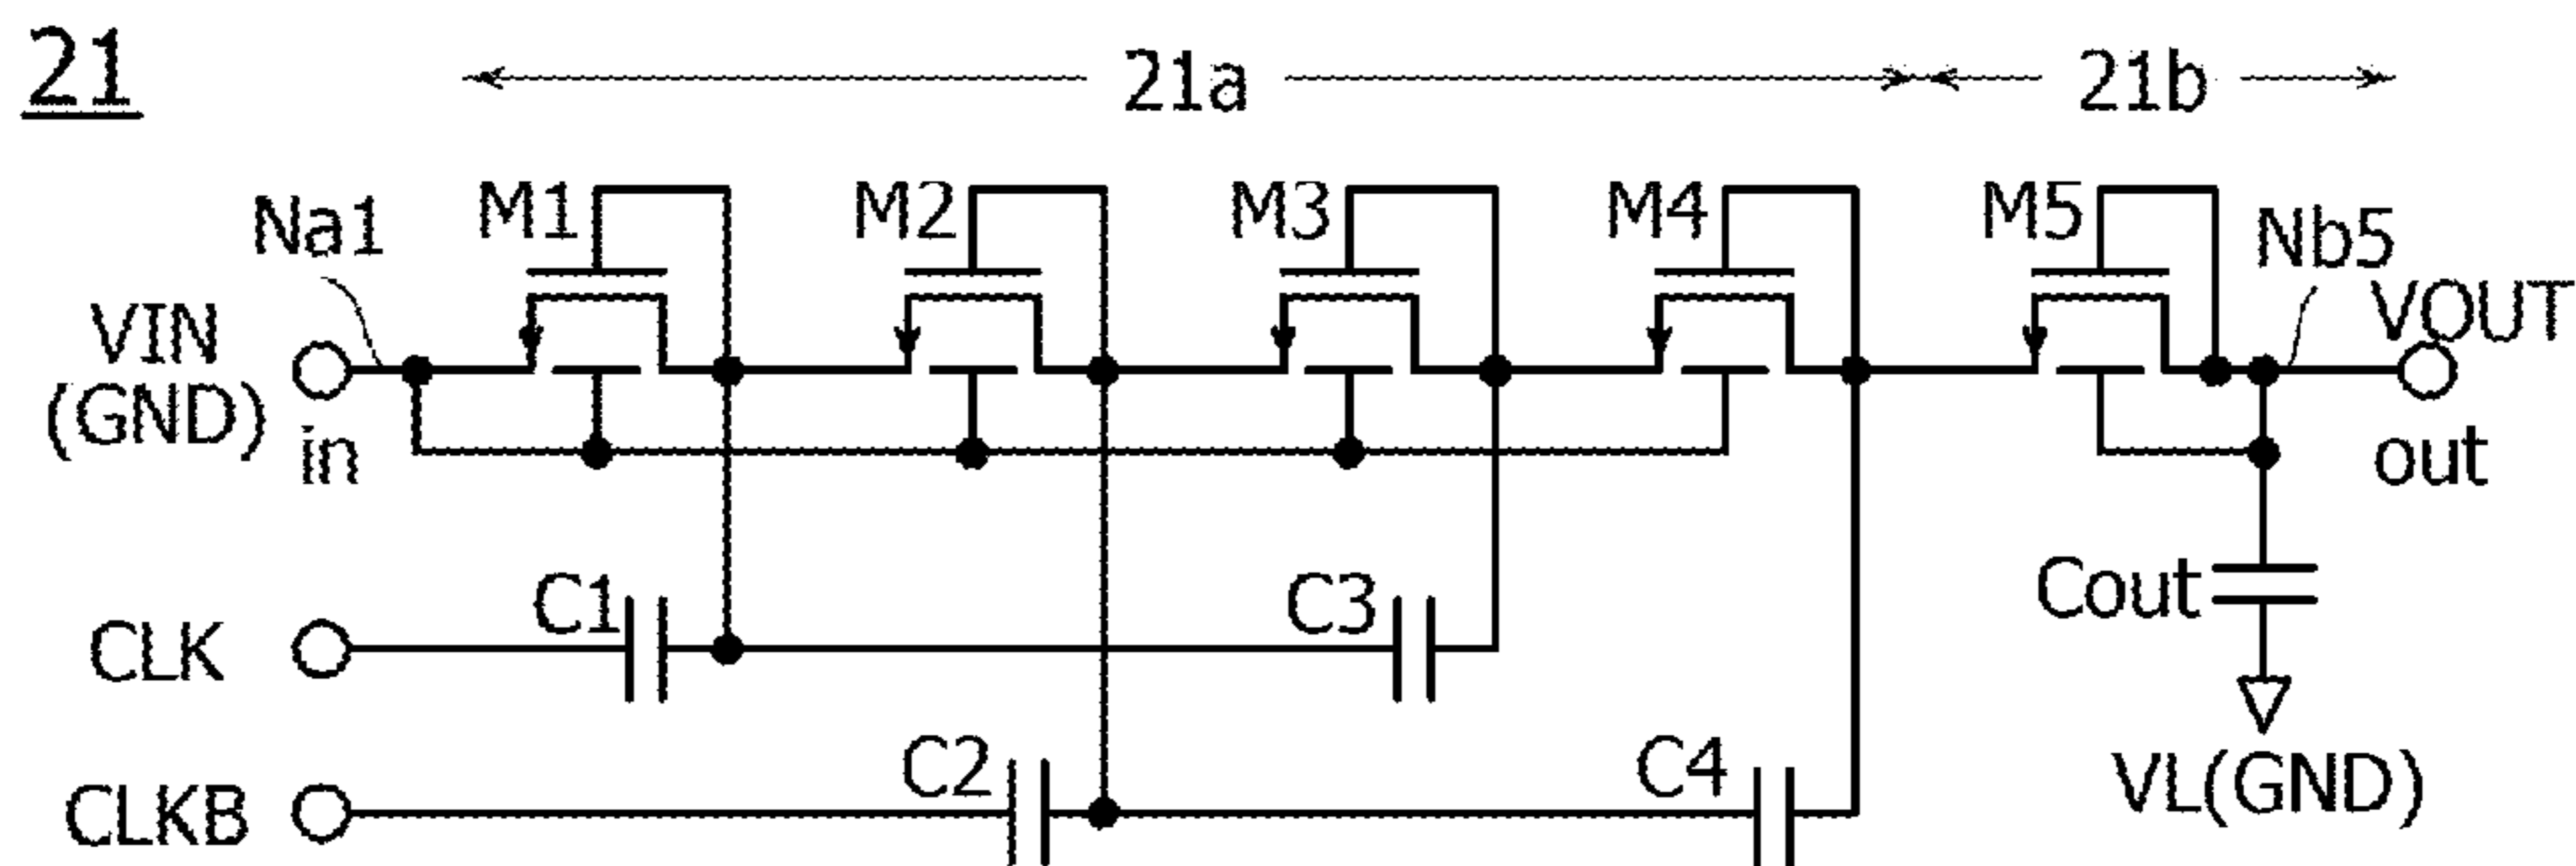 21
21a
21b
Na1
M1
M2
M3
M4
M5
Nb5
VIN
(GND)
in
VOUT
out
C1
C3
Cout
CLK
C2
C4
VL(GND)
CLKB